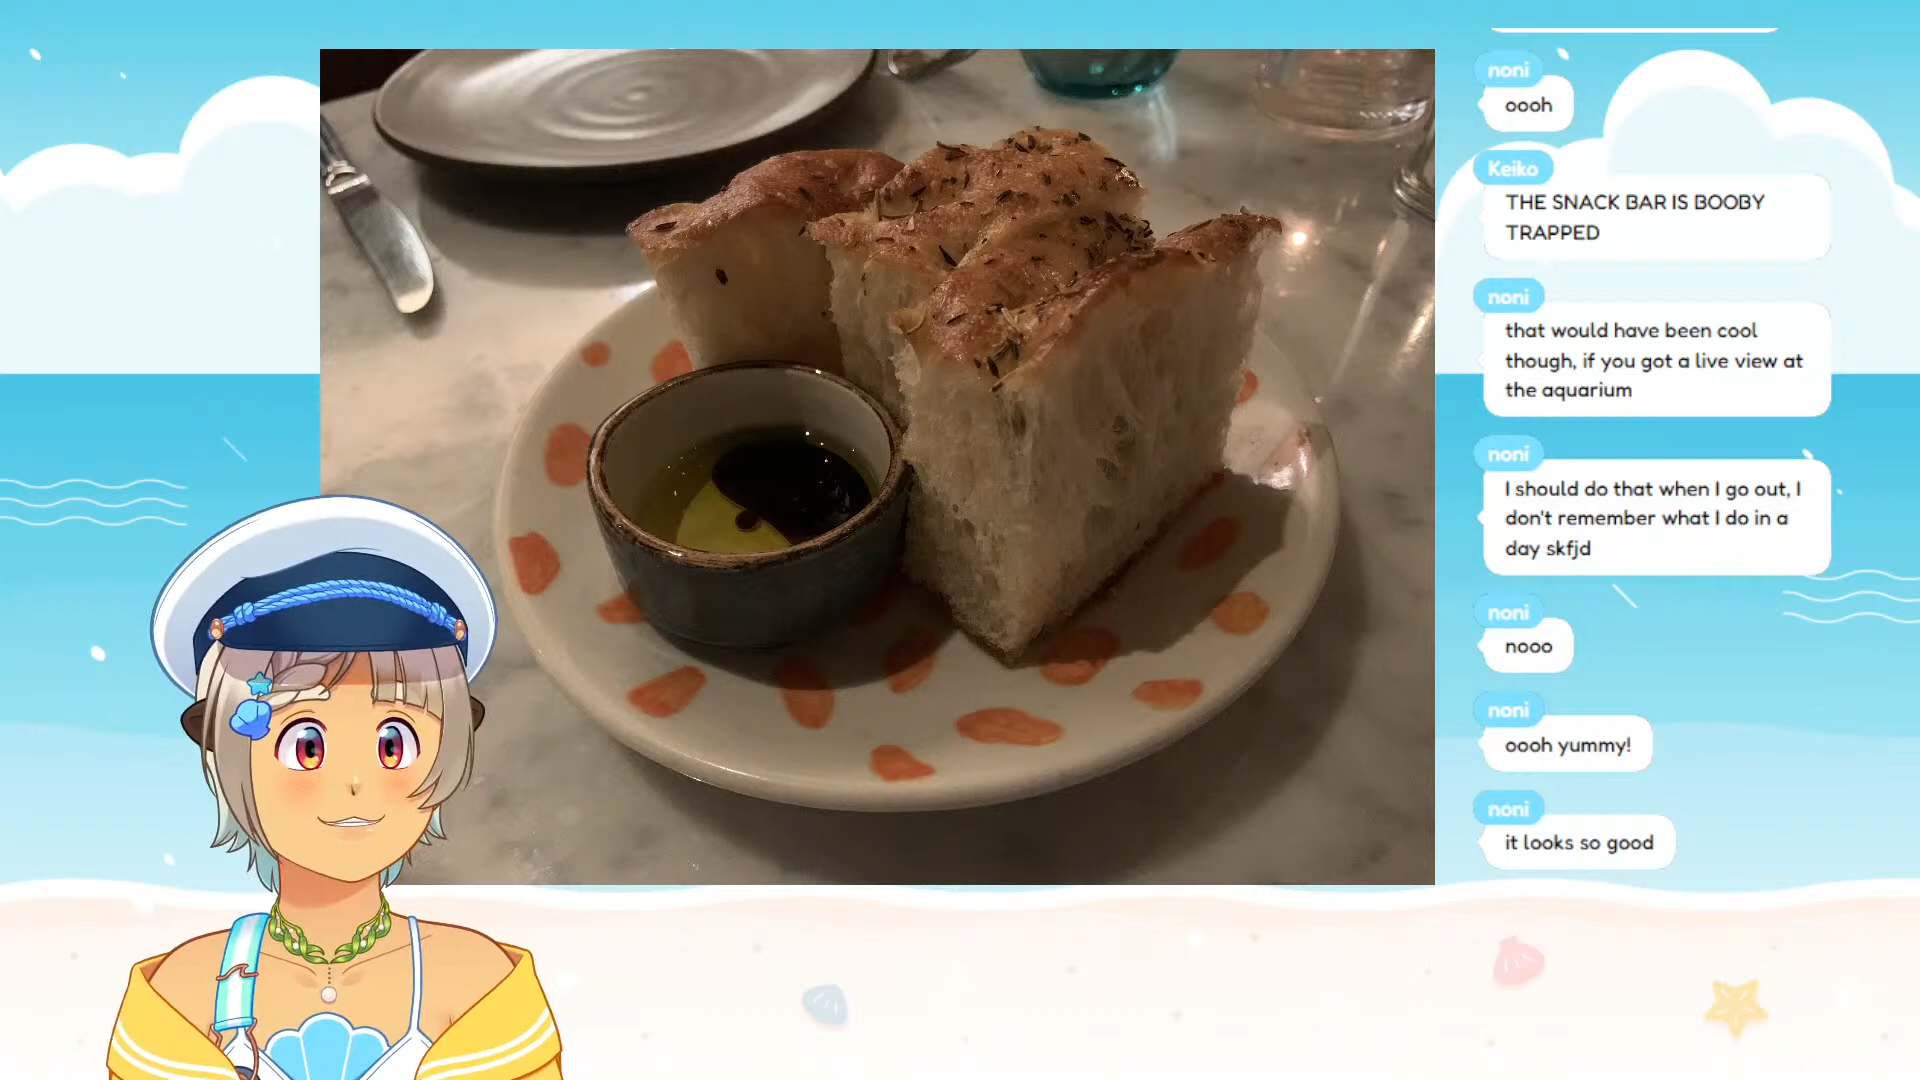 noni
oooh
Keiko
THE SNACK BAR IS BOOBY
TRAPPED
noni
that would have been cool
though, if you got a live view at
the aquarium
noni
I should do that when I go out, I
don't remember what I do in a
day skfjd
noni
nooo
noni
oooh yummy!
noni
it looks so good